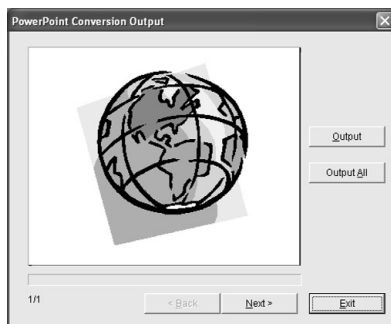 PowerPoint Conversion Output
Output
Output All
1/1
< Back
Next >
Exit